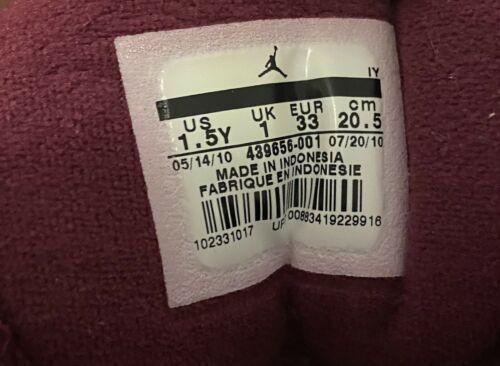 IY
US UK EUR cm
1.5Y 1 33 20.5
05/14/10 439656-001 07/20/10
MADE IN INDONESIA
FABRIQUE EN INDONESIE
102331017 UPC 00883419229916